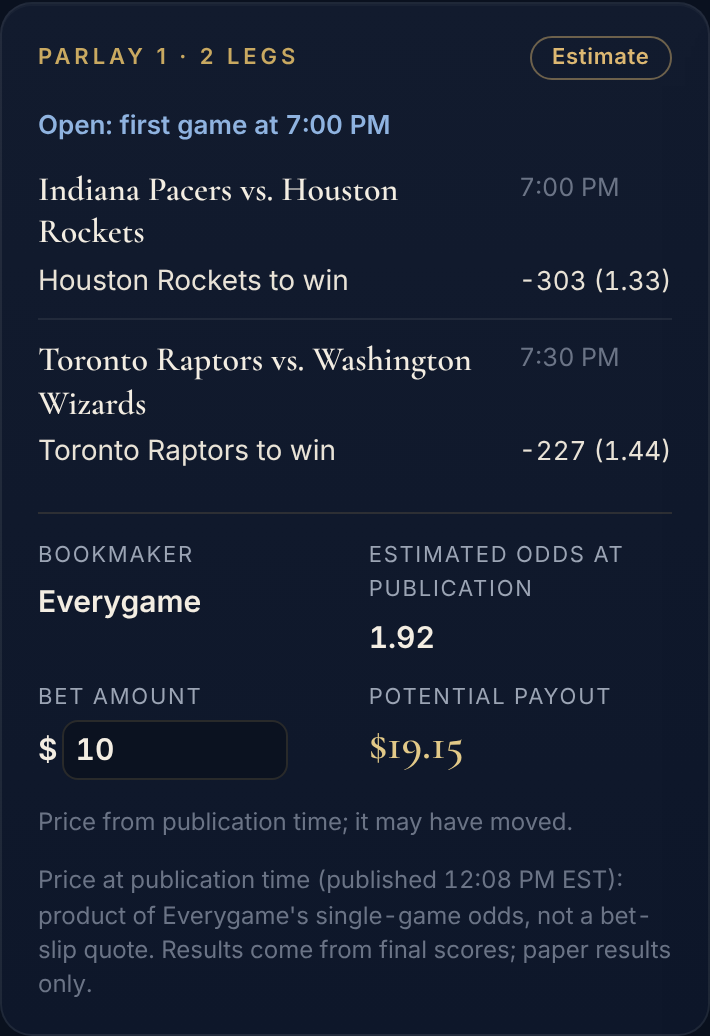 PARLAY 1 · 2 LEGS
Estimate
Open: first game at 7:00 PM
Indiana Pacers vs. Houston
Rockets
7:00 PM
Houston Rockets to win
-303 (1.33)
Toronto Raptors vs. Washington
Wizards
7:30 PM
Toronto Raptors to win
-227 (1.44)
BOOKMAKER
Everygame
ESTIMATED ODDS AT
PUBLICATION
1.92
BET AMOUNT
$ 10
POTENTIAL PAYOUT
$19.15
Price from publication time; it may have moved.
Price at publication time (published 12:08 PM EST):
product of Everygame's single-game odds, not a bet-
slip quote. Results come from final scores; paper results
only.